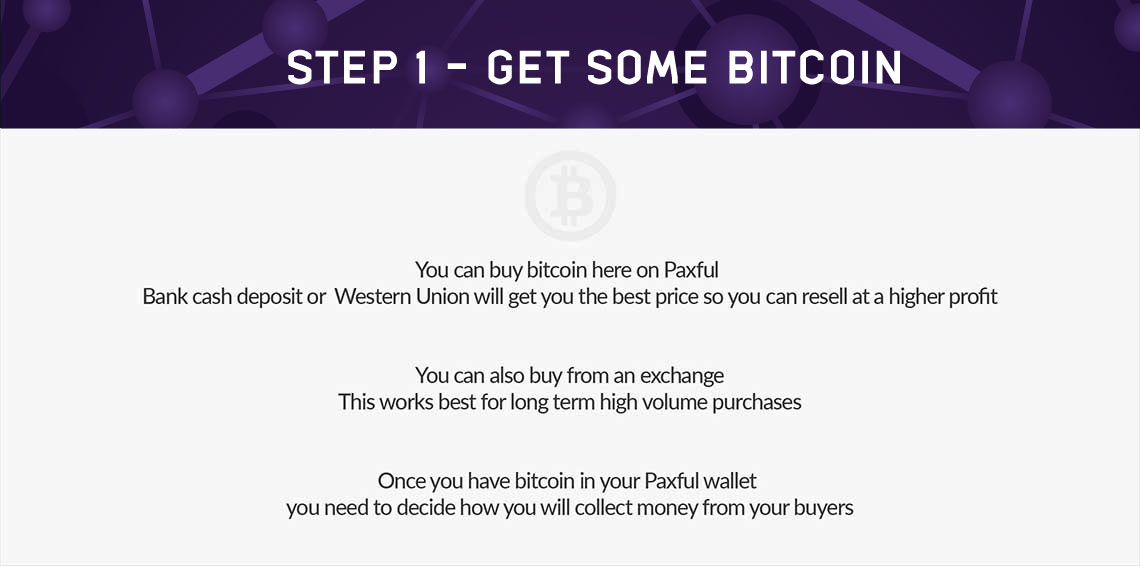 STEP 1 - GET SOME BITCOIN
You can buy bitcoin here on Paxful
Bank cash deposit or Western Union will get you the best price so you can resell at a higher profit
You can also buy from an exchange
This works best for long term high volume purchases
Once you have bitcoin in your Paxful wallet
you need to decide how you will collect money from your buyers